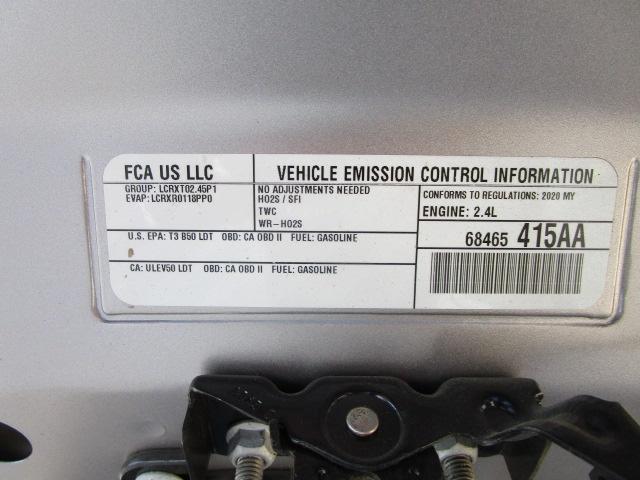 FCA US LLC
VEHICLE EMISSION CONTROL INFORMATION
GROUP: LCRXT02.45P1
EVAP: LCRXR0118PP0
NO ADJUSTMENTS NEEDED
HO2S / SFI
TWC
WR-HO2S
CONFORMS TO REGULATIONS: 2020 MY
ENGINE: 2.4L
U.S. EPA: T3 B50 LDT OBD: CA OBD II FUEL: GASOLINE
68465 415AA
CA: ULEV50 LDT OBD: CA OBD II FUEL: GASOLINE